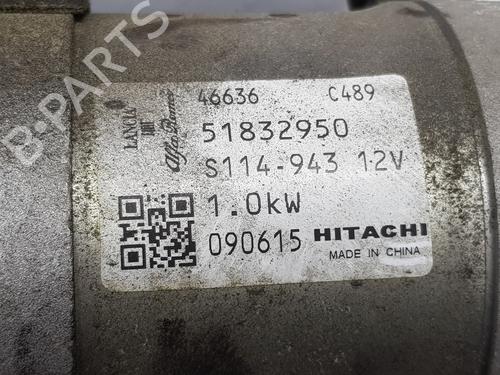 B-PARTS
46636 C489
LANCIA
FIAT
Alfa Romeo
51832950
S114-943 12V
1.0kW
090615 HITACHI
MADE IN CHINA